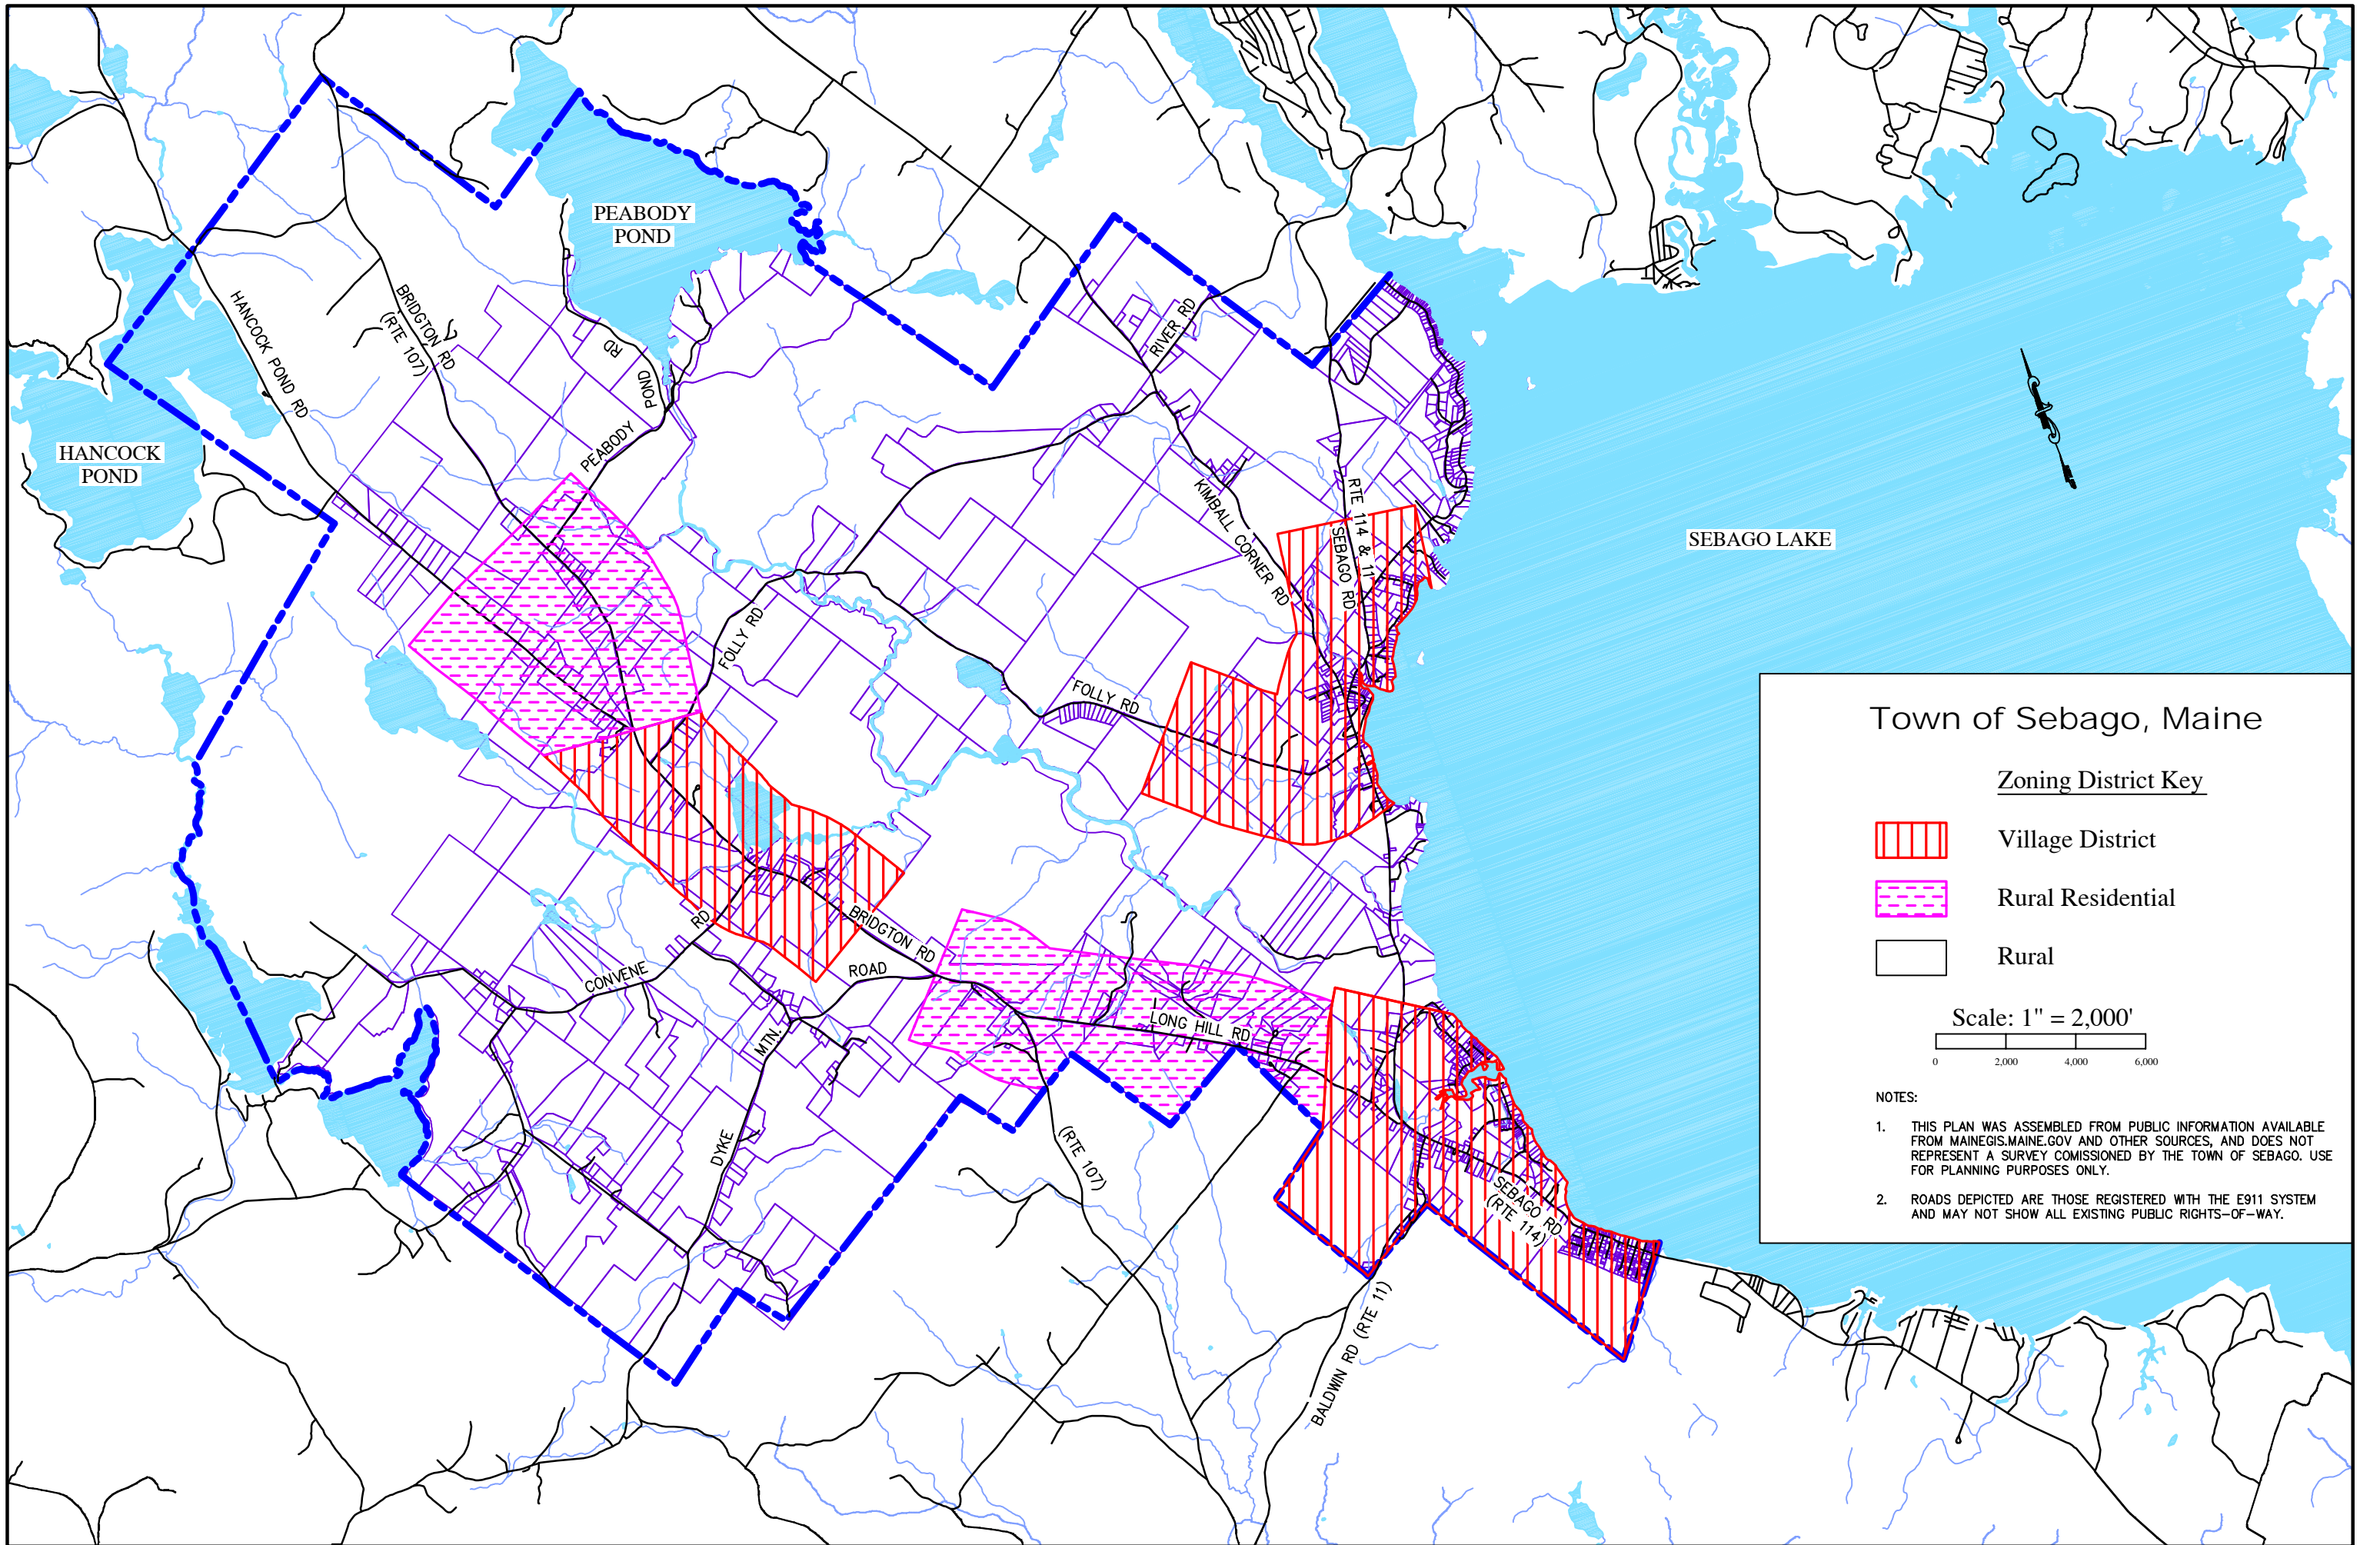 PEABODY
POND
HANCOCK POND RD
BRIDGTON RD
(RTE 107)
RD
POND
PEABODY
RIVER RD
HANCOCK
POND
KIMBALL CORNER RD
RTE 114 & 11
SEBAGO RD
SEBAGO LAKE
FOLLY RD
FOLLY RD
BRIDGTON RD
RD
CONVENE
ROAD
MTN.
DYKE
LONG HILL RD
(RTE 107)
SEBAGO RD
(RTE 114)
BALDWIN RD (RTE 11)
Town of Sebago, Maine
Zoning District Key
Village District
Rural Residential
Rural
Scale: 1" = 2,000'
0 2,000 4,000 6,000
NOTES:
1. THIS PLAN WAS ASSEMBLED FROM PUBLIC INFORMATION AVAILABLE
FROM MAINEGIS.MAINE.GOV AND OTHER SOURCES, AND DOES NOT
REPRESENT A SURVEY COMISSIONED BY THE TOWN OF SEBAGO. USE
FOR PLANNING PURPOSES ONLY.
2. ROADS DEPICTED ARE THOSE REGISTERED WITH THE E911 SYSTEM
AND MAY NOT SHOW ALL EXISTING PUBLIC RIGHTS-OF-WAY.